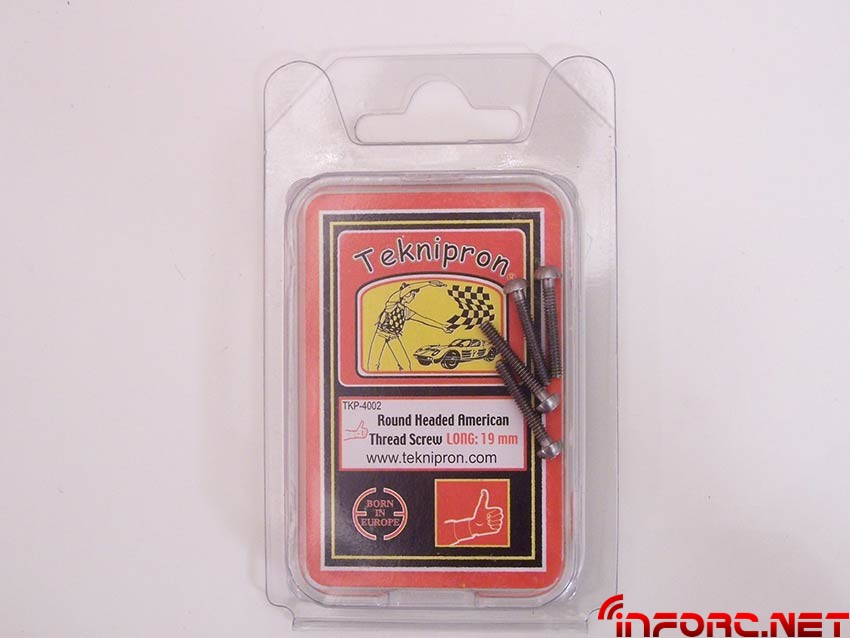 Teknipron
®
TKP-4002
Round Headed American
Thread Screw LONG: 19 mm
www.teknipron.com
BORN
IN
EUROPE
inforc.net